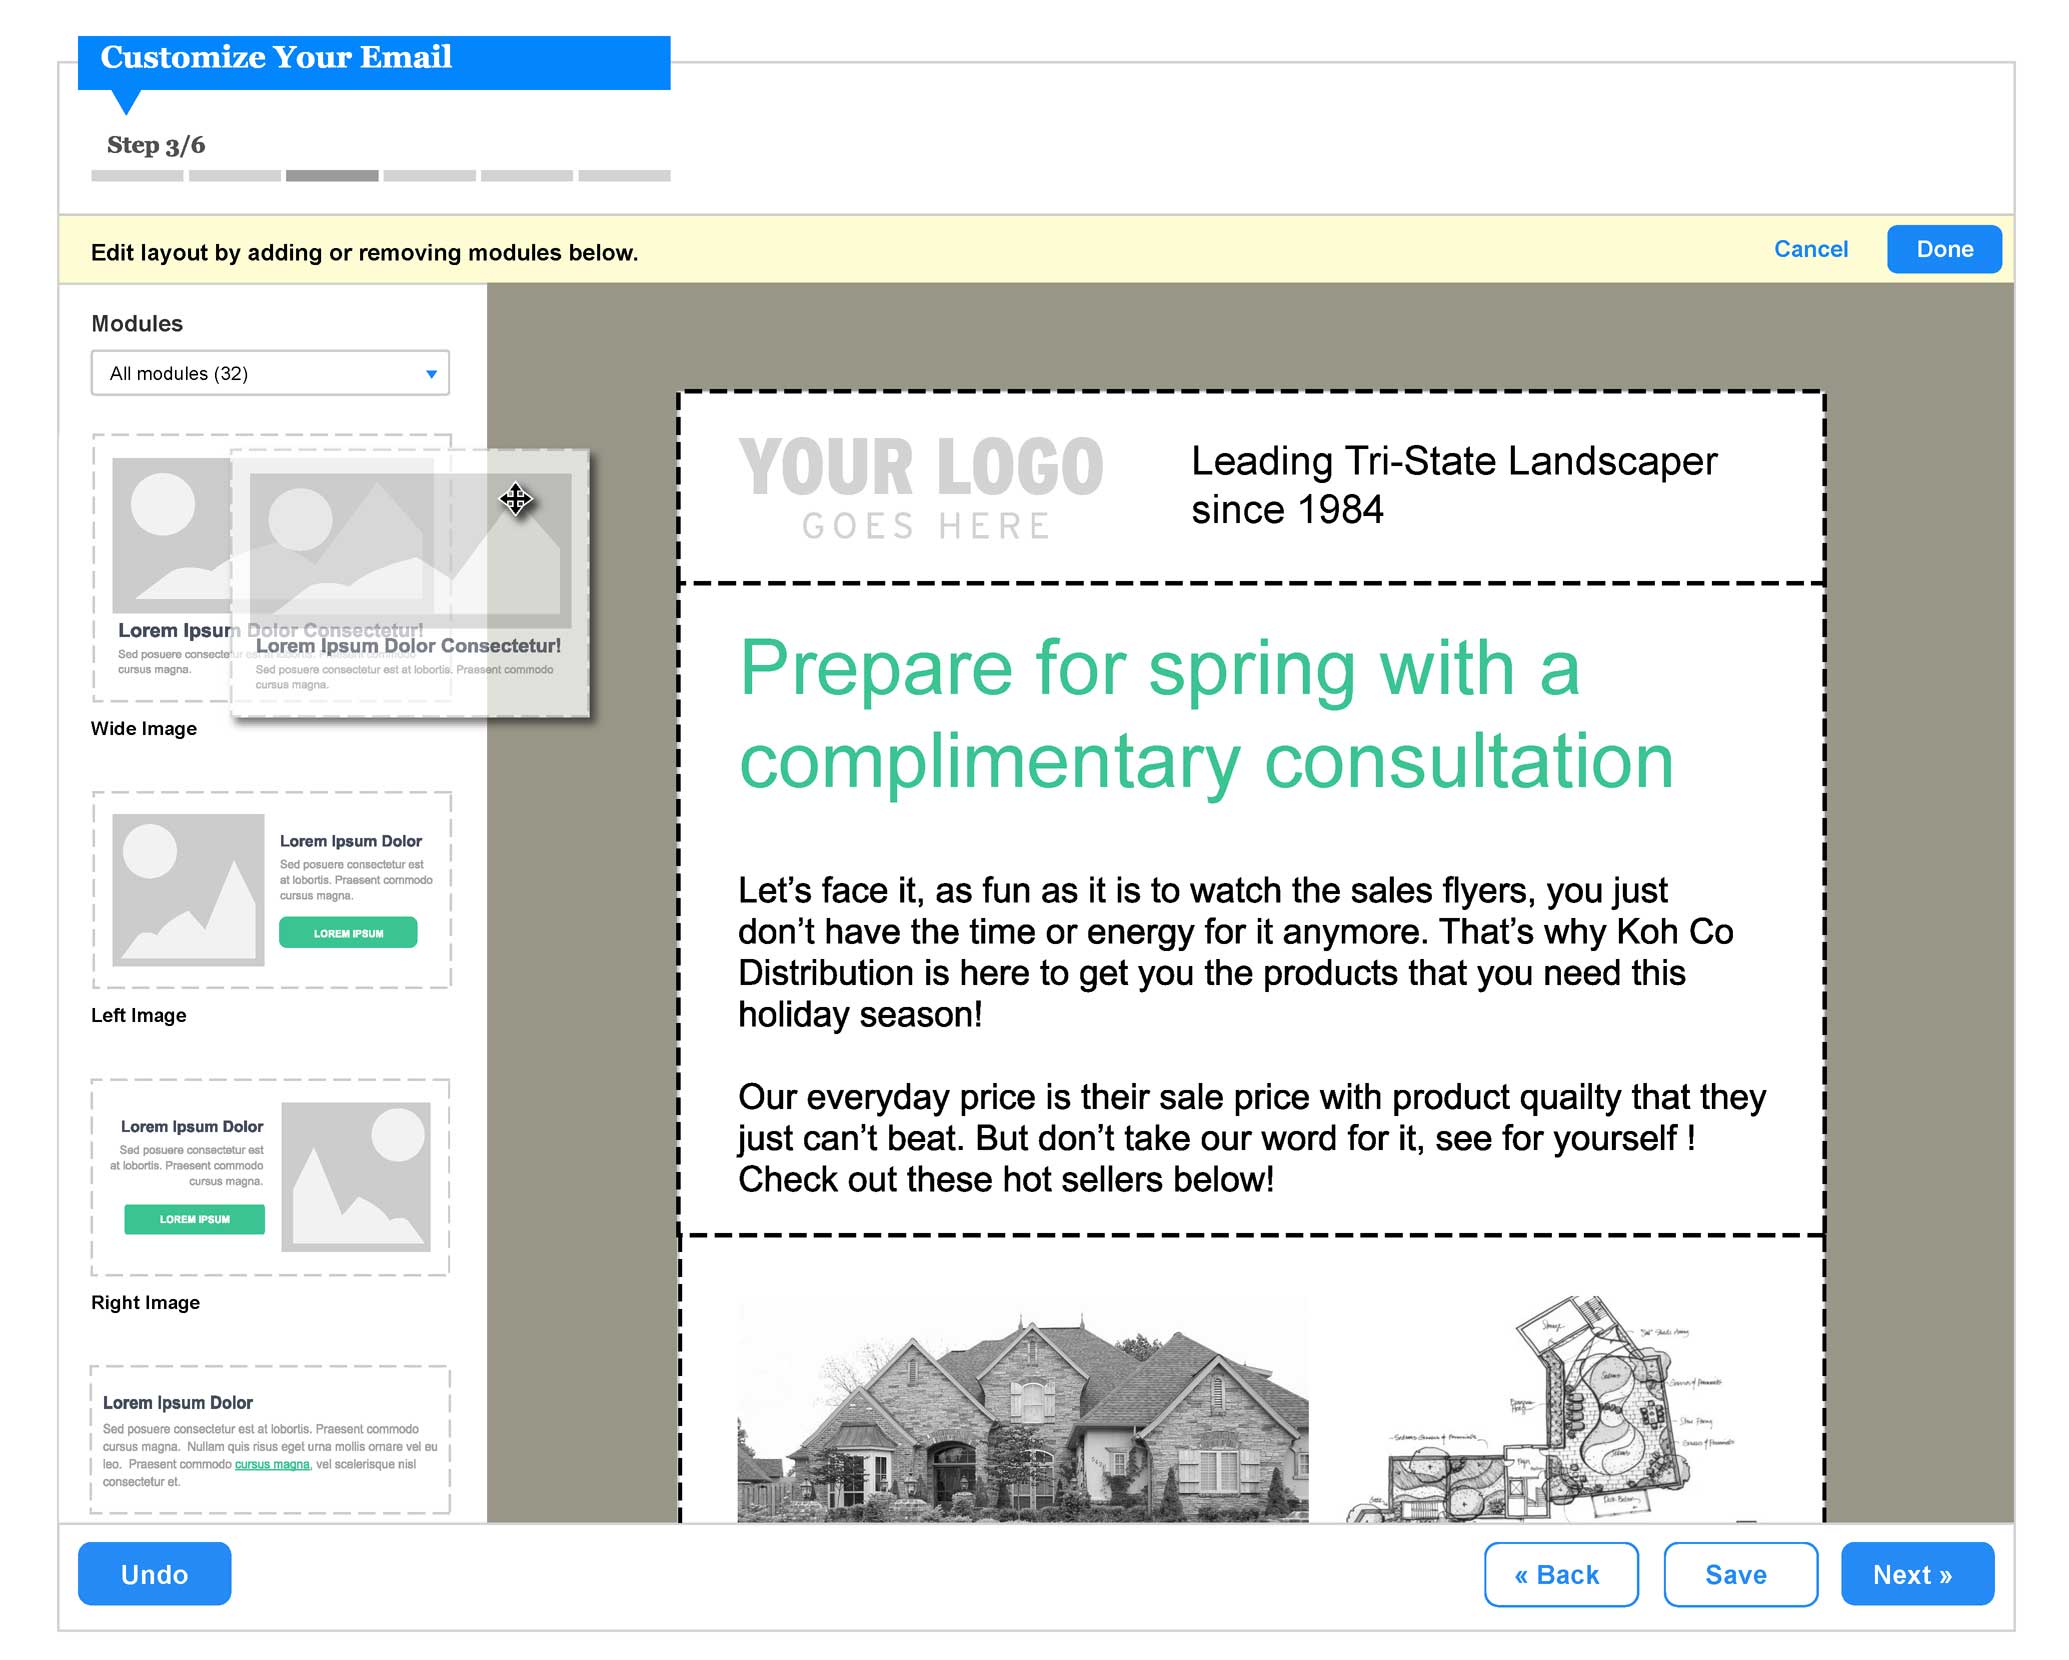 Customize Your Email
Step 3/6
Edit layout by adding or removing modules below.
Cancel
Done
Modules
All modules (32)
Lorem Ipsum Dolor Consectetur!
Sed posuere consectetur est at lobortis. Praesent commodo
cursus magna.
Lorem Ipsum Dolor Consectetur!
Sed posuere consectetur est at lobortis. Praesent commodo
cursus magna.
Wide Image
Lorem Ipsum Dolor
Sed posuere consectetur est
at lobortis. Praesent commodo
cursus magna.
LOREM IPSUM
Left Image
Lorem Ipsum Dolor
Sed posuere consectetur est
at lobortis. Praesent commodo
cursus magna.
LOREM IPSUM
Right Image
Lorem Ipsum Dolor
Sed posuere consectetur est at lobortis. Praesent commodo
cursus magna. Nullam quis risus eget urna mollis ornare vel eu
leo. Praesent commodo cursus magna, vel scelerisque nisl
consectetur et.
YOUR LOGO
GOES HERE
Leading Tri-State Landscaper
since 1984
Prepare for spring with a
complimentary consultation
Let’s face it, as fun as it is to watch the sales flyers, you just
don’t have the time or energy for it anymore. That’s why Koh Co
Distribution is here to get you the products that you need this
holiday season!
Our everyday price is their sale price with product quailty that they
just can’t beat. But don’t take our word for it, see for yourself !
Check out these hot sellers below!
Storage
Undo
« Back
Save
Next »